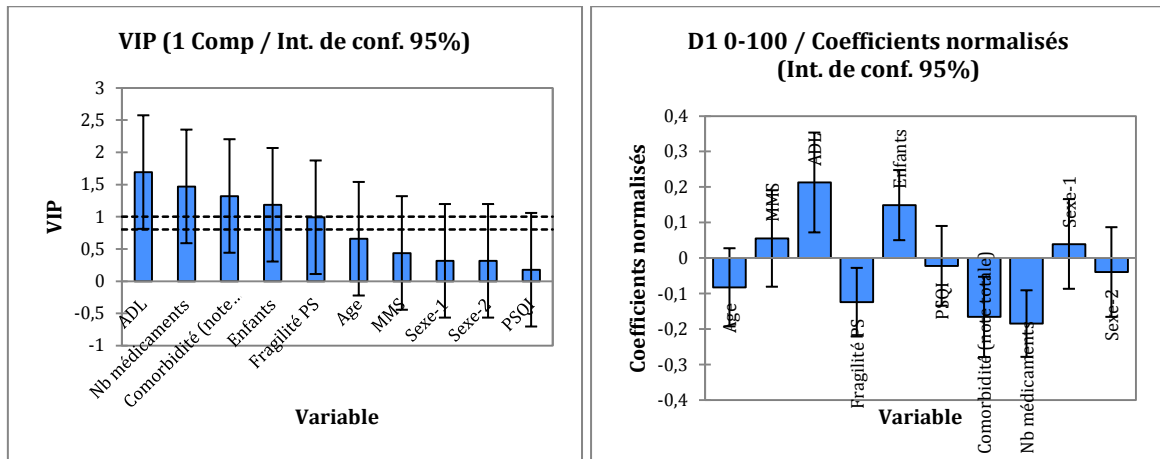 VIP (1 Comp / Int. de conf. 95%)
3
2,5
2
1,5
1
0,5
0
-0,5
-1
VIP
ADL
Nb médicaments
Comorbidité (note..
Enfants
Fragilité PS
Age
MMS
Sexe-1
Sexe-2
PSQI
Variable
D1 0-100 / Coefficients normalisés
(Int. de conf. 95%)
0,4
0,3
0,2
0,1
0
-0,1
-0,2
-0,3
-0,4
Coefficients normalisés
Age
MMS
ADL
Fragilité PS
Enfants
PSQI
Comorbidité (note totale)
Nb médicaments
Sexe-1
Sexe-2
Variable